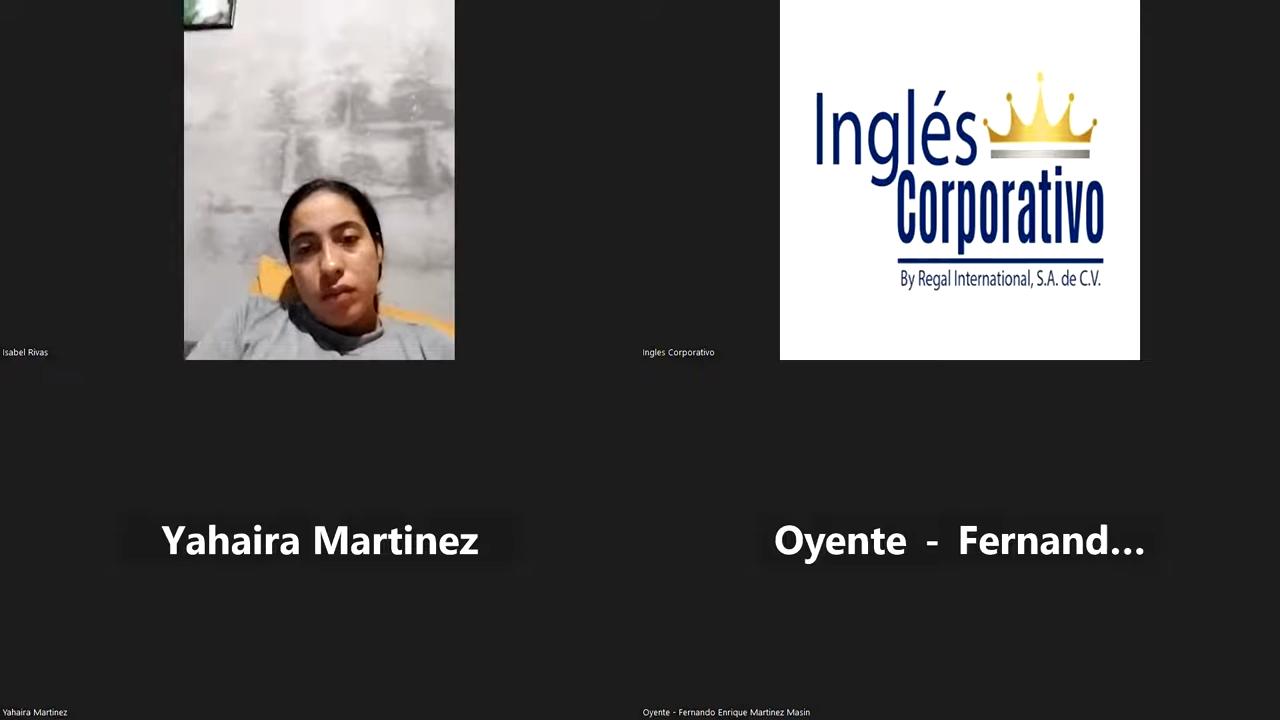 Inglés
Corporativo
By Regal International, S.A. de C.V.
Isabel Rivas
Ingles Corporativo
Yahaira Martinez
Oyente - Fernand...
Yahaira Martinez
Oyente - Fernando Enrique Martinez Masin